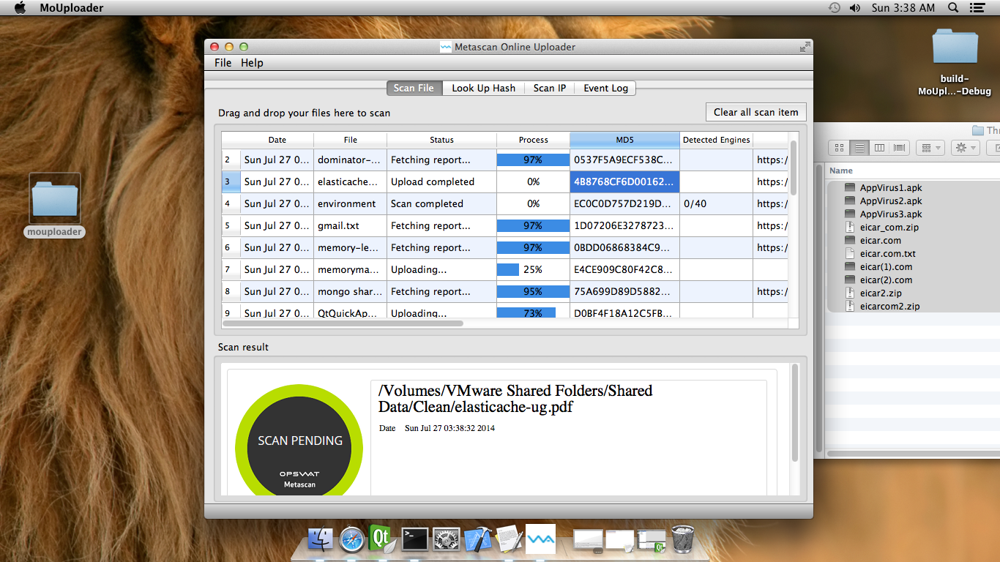 MoUploader
Sun 3:38 AM
build-
MoUpl...-Debug
mouploader
Metascan Online Uploader
File Help
Scan File Look Up Hash Scan IP Event Log
Drag and drop your files here to scan
Clear all scan item
Date File Status Process MD5 Detected Engines
2 Sun Jul 27 0... dominator-... Fetching report... 97% 0537F5A9ECF538C... https:/
3 Sun Jul 27 0... elasticache... Upload completed 0% 4B8768CF6D00162... https:/
4 Sun Jul 27 0... environment Scan completed 0% EC0C0D757D219D... 0/40 https:/
5 Sun Jul 27 0... gmail.txt Fetching report... 97% 1D07206E3278723... https:/
6 Sun Jul 27 0... memory-le... Fetching report... 97% 0BDD06868384C9... https:/
7 Sun Jul 27 0... memoryma... Uploading... 25% E4CE909C80F42C8...
8 Sun Jul 27 0... mongo shar... Fetching report... 95% 75A699D89D5882... https:/
9 Sun Jul 27 0... QtQuickAp... Uploading... 73% D0BF4F18A12C5FB...
Scan result
SCAN PENDING
OPSWAT
Metascan
/Volumes/VMware Shared Folders/Shared
Data/Clean/elasticache-ug.pdf
Date Sun Jul 27 03:38:32 2014
Thr
Name
AppVirus1.apk
AppVirus2.apk
AppVirus3.apk
eicar_com.zip
eicar.com
eicar.com.txt
eicar(1).com
eicar(2).com
eicar2.zip
eicarcom2.zip
Qt